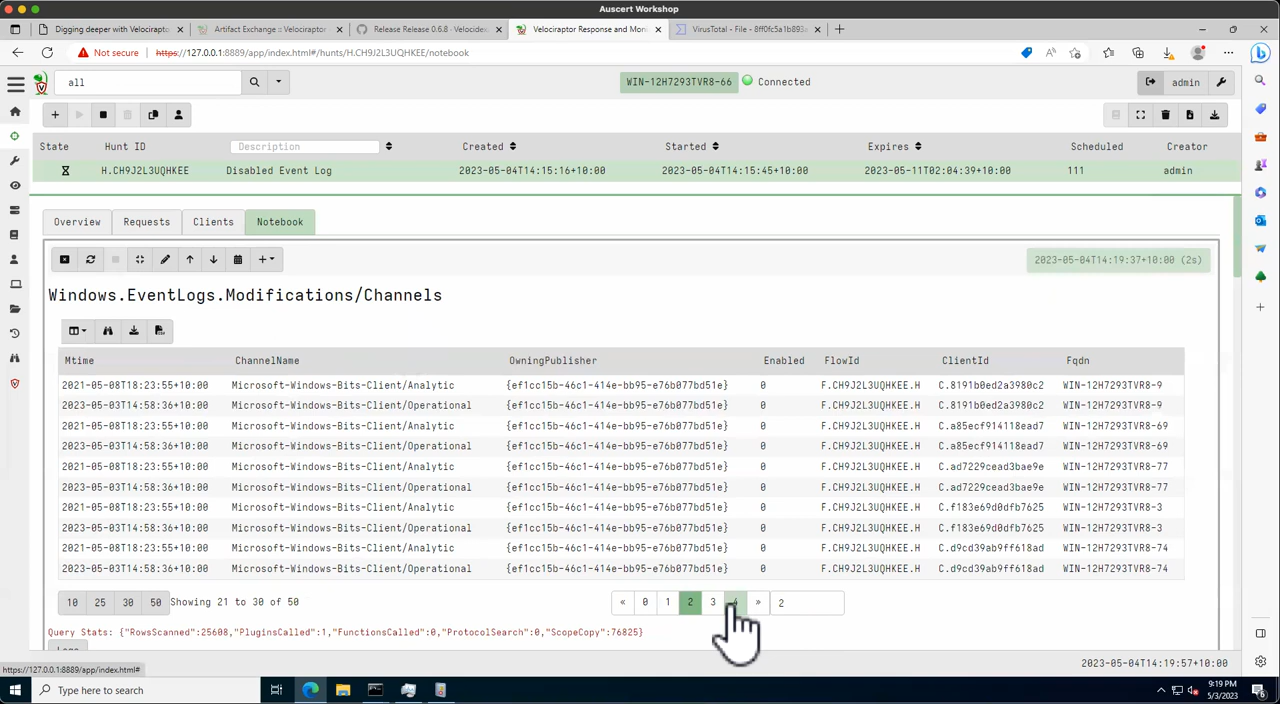 Auscert Workshop
Digging deeper with Velociraptor
Artifact Exchange :: Velociraptor
Release Release 0.6.8 · Velocidex
Velociraptor Response and Mon
VirusTotal - File - 8ff0fc5a1b893
Not secure
https://127.0.0.1:8889/app/index.html#/hunts/H.CH9J2L3UQHKEE/notebook
all
WIN-12H7293TVR8-66
Connected
admin
State Hunt ID Description Created Started Expires Scheduled Creator
H.CH9J2L3UQHKEE Disabled Event Log 2023-05-04T14:15:16+10:00 2023-05-04T14:15:45+10:00 2023-05-11T02:04:39+10:00 111 admin
Overview Requests Clients Notebook
2023-05-04T14:19:37+10:00 (2s)
Windows.EventLogs.Modifications/Channels
Mtime ChannelName OwningPublisher Enabled FlowId ClientId Fqdn
2021-05-08T18:23:55+10:00 Microsoft-Windows-Bits-Client/Analytic {ef1cc15b-46c1-414e-bb95-e76b077bd51e} 0 F.CH9J2L3UQHKEE.H C.8191b0ed2a3980c2 WIN-12H7293TVR8-9
2023-05-03T14:58:36+10:00 Microsoft-Windows-Bits-Client/Operational {ef1cc15b-46c1-414e-bb95-e76b077bd51e} 0 F.CH9J2L3UQHKEE.H C.8191b0ed2a3980c2 WIN-12H7293TVR8-9
2021-05-08T18:23:55+10:00 Microsoft-Windows-Bits-Client/Analytic {ef1cc15b-46c1-414e-bb95-e76b077bd51e} 0 F.CH9J2L3UQHKEE.H C.a85ecf914118ead7 WIN-12H7293TVR8-69
2023-05-03T14:58:36+10:00 Microsoft-Windows-Bits-Client/Operational {ef1cc15b-46c1-414e-bb95-e76b077bd51e} 0 F.CH9J2L3UQHKEE.H C.a85ecf914118ead7 WIN-12H7293TVR8-69
2021-05-08T18:23:55+10:00 Microsoft-Windows-Bits-Client/Analytic {ef1cc15b-46c1-414e-bb95-e76b077bd51e} 0 F.CH9J2L3UQHKEE.H C.ad7229cead3bae9e WIN-12H7293TVR8-77
2023-05-03T14:58:36+10:00 Microsoft-Windows-Bits-Client/Operational {ef1cc15b-46c1-414e-bb95-e76b077bd51e} 0 F.CH9J2L3UQHKEE.H C.ad7229cead3bae9e WIN-12H7293TVR8-77
2021-05-08T18:23:55+10:00 Microsoft-Windows-Bits-Client/Analytic {ef1cc15b-46c1-414e-bb95-e76b077bd51e} 0 F.CH9J2L3UQHKEE.H C.f183e69d0dfb7625 WIN-12H7293TVR8-3
2023-05-03T14:58:36+10:00 Microsoft-Windows-Bits-Client/Operational {ef1cc15b-46c1-414e-bb95-e76b077bd51e} 0 F.CH9J2L3UQHKEE.H C.f183e69d0dfb7625 WIN-12H7293TVR8-3
2021-05-08T18:23:55+10:00 Microsoft-Windows-Bits-Client/Analytic {ef1cc15b-46c1-414e-bb95-e76b077bd51e} 0 F.CH9J2L3UQHKEE.H C.d9cd39ab9ff618ad WIN-12H7293TVR8-74
2023-05-03T14:58:36+10:00 Microsoft-Windows-Bits-Client/Operational {ef1cc15b-46c1-414e-bb95-e76b077bd51e} 0 F.CH9J2L3UQHKEE.H C.d9cd39ab9ff618ad WIN-12H7293TVR8-74
10 25 30 50 Showing 21 to 30 of 50 « 0 1 2 3 4 » 2
Query Stats: {"RowsScanned":25608,"PluginsCalled":1,"FunctionsCalled":0,"ProtocolSearch":0,"ScopeCopy":76825}
Logs
https://127.0.0.1:8889/app/index.html#
2023-05-04T14:19:57+10:00
Type here to search
9:19 PM
5/3/2023